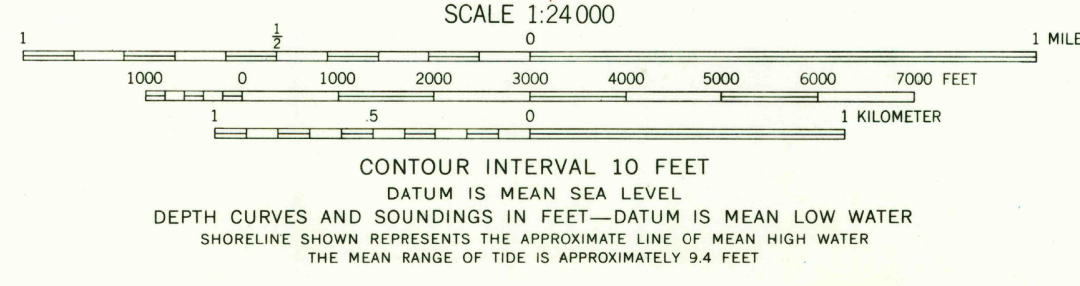 SCALE 1:24 000
1 1/2 0 1 MILE
1000 0 1000 2000 3000 4000 5000 6000 7000 FEET
1 .5 0 1 KILOMETER
CONTOUR INTERVAL 10 FEET
DATUM IS MEAN SEA LEVEL
DEPTH CURVES AND SOUNDINGS IN FEET—DATUM IS MEAN LOW WATER
SHORELINE SHOWN REPRESENTS THE APPROXIMATE LINE OF MEAN HIGH WATER
THE MEAN RANGE OF TIDE IS APPROXIMATELY 9.4 FEET